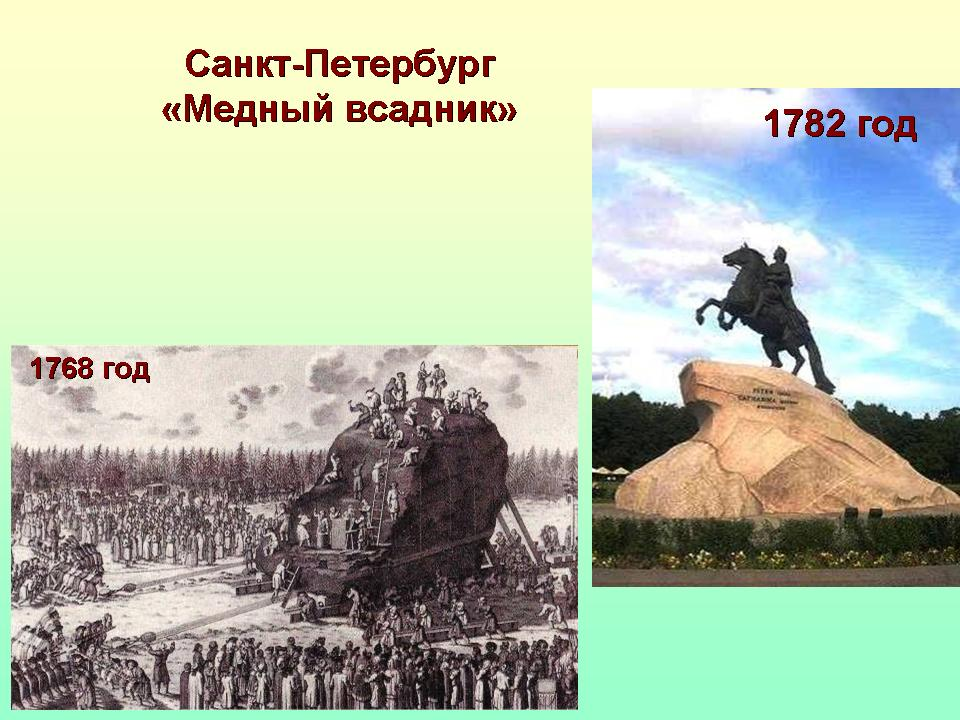 Санкт-Петербург
«Медный всадник»
1782 год
1768 год